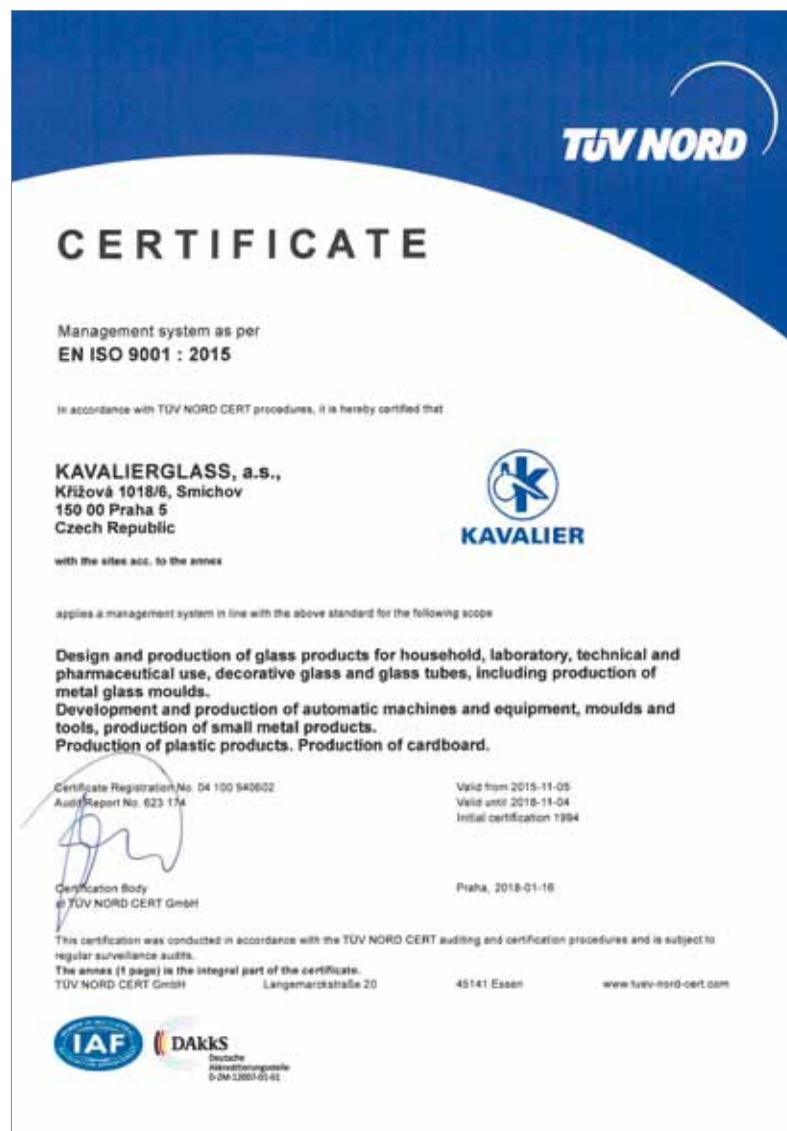 TÜV NORD
CERTIFICATE
Management system as per
EN ISO 9001 : 2015
In accordance with TÜV NORD CERT procedures, it is hereby certified that
KAVALIERGLASS, a.s.,
Křížová 1018/6, Smíchov
150 00 Praha 5
Czech Republic
KAVALIER
with the sites acc. to the annex
applies a management system in line with the above standard for the following scope
Design and production of glass products for household, laboratory, technical and
pharmaceutical use, decorative glass and glass tubes, including production of
metal glass moulds.
Development and production of automatic machines and equipment, moulds and
tools, production of small metal products.
Production of plastic products. Production of cardboard.
Certificate Registration No. 04 100 940602
Audit Report No. 623 174
Valid from 2015-11-05
Valid until 2018-11-04
Initial certification 1994
Certification Body
at TÜV NORD CERT GmbH
Praha, 2018-01-16
This certification was conducted in accordance with the TÜV NORD CERT auditing and certification procedures and is subject to
regular surveillance audits.
The annex (1 page) is the integral part of the certificate.
TÜV NORD CERT GmbH Langemarckstraße 20 45141 Essen www.tuev-nord-cert.com
IAF
DAkkS
Deutsche
Akkreditierungsstelle
D-ZM-12007-01-01